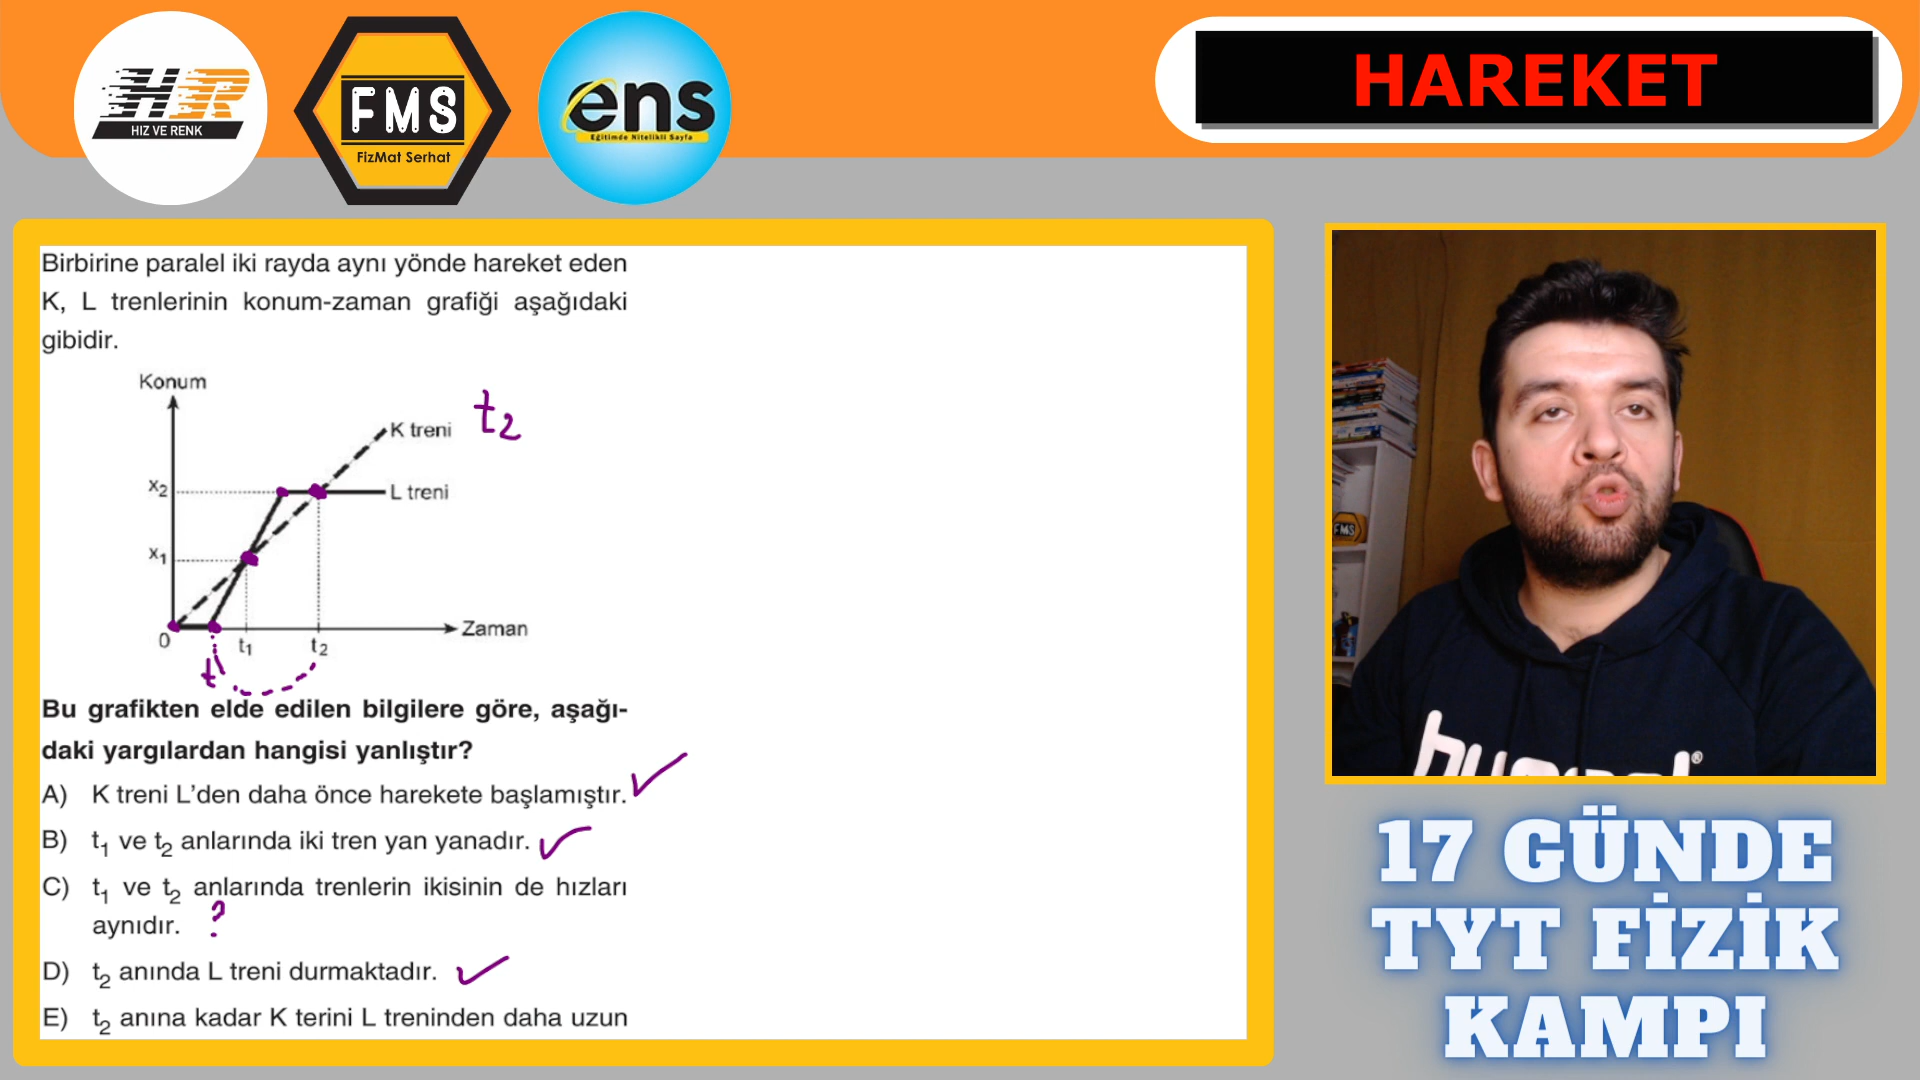 HIZ VE RENK
FMS
FizMat Serhat
ens
Eğitimde Nitelikli Sayfa
HAREKET
Birbirine paralel iki rayda aynı yönde hareket eden
K, L trenlerinin konum-zaman grafiği aşağıdaki
gibidir.
Konum
t2
K treni
x2
L treni
x1
Zaman
0
t1
t2
t
Bu grafikten elde edilen bilgilere göre, aşağı-
daki yargılardan hangisi yanlıştır?
A) K treni L'den daha önce harekete başlamıştır.
B) t1 ve t2 anlarında iki tren yan yanadır.
C) t1 ve t2 anlarında trenlerin ikisinin de hızları
aynıdır. ?
D) t2 anında L treni durmaktadır.
E) t2 anına kadar K terini L treninden daha uzun
FMS
17 GÜNDE
TYT FİZİK
KAMPI